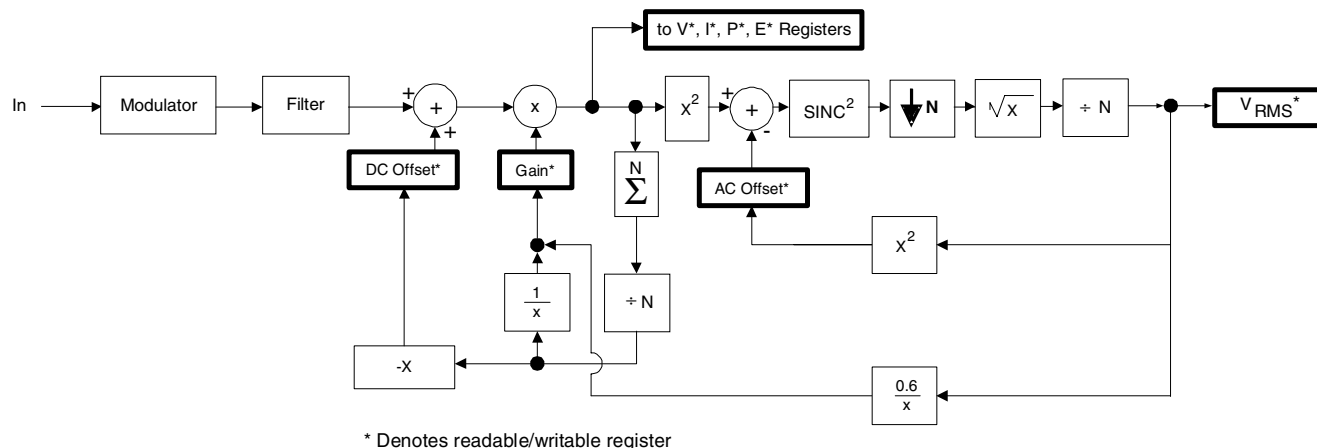 to V*, I*, P*, E* Registers
In
Modulator
Filter
+
+
+
x
X²
+
+
-
SINC²
N
√x
÷ N
V RMS*
DC Offset*
Gain*
N
Σ
AC Offset*
X²
1
x
÷ N
-X
0.6
x
* Denotes readable/writable register